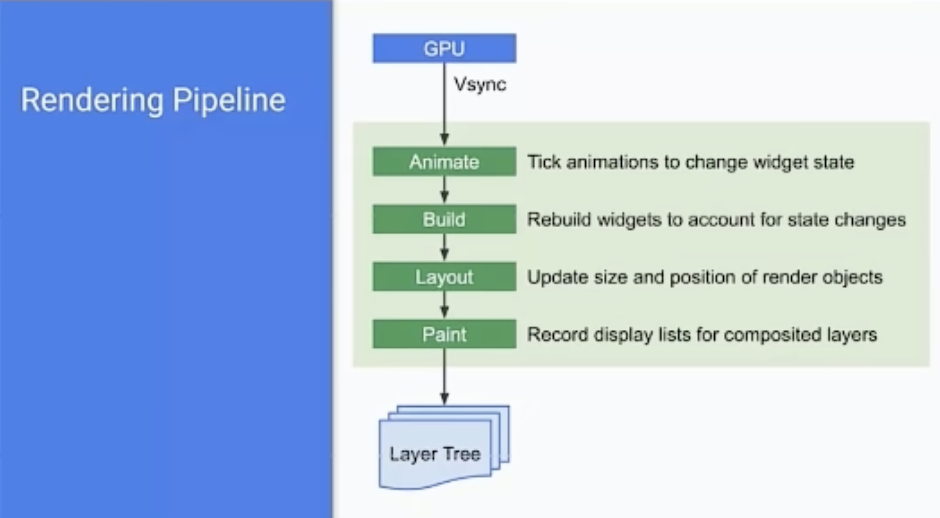 Rendering Pipeline
GPU
Vsync
Animate
Tick animations to change widget state
Build
Rebuild widgets to account for state changes
Layout
Update size and position of render objects
Paint
Record display lists for composited layers
Layer Tree